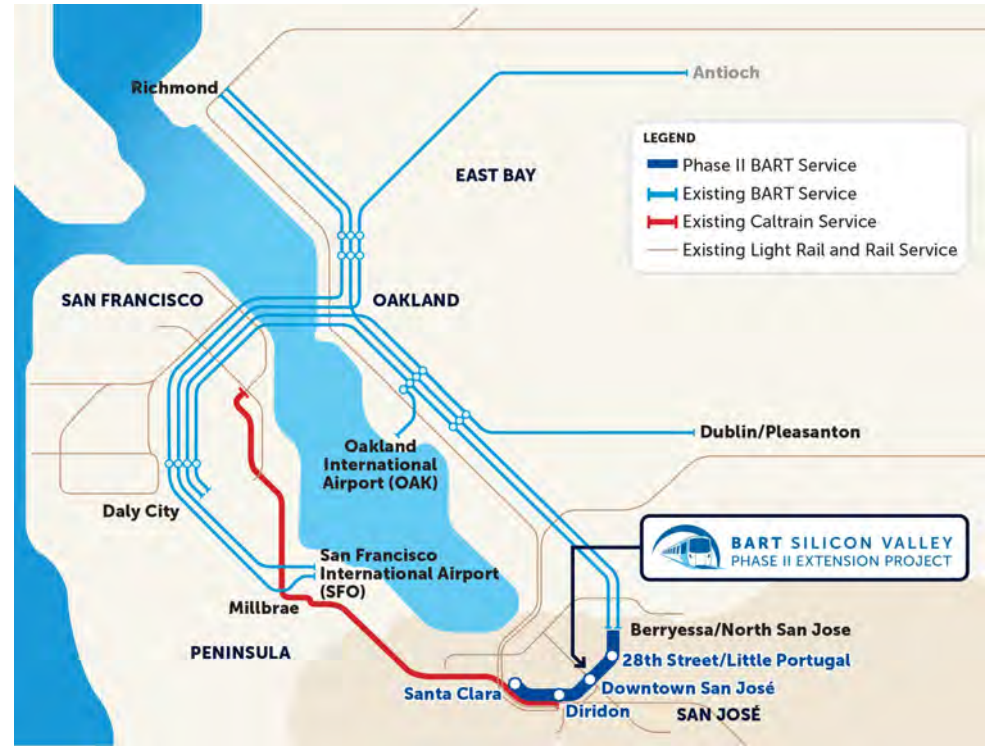 Richmond
Antioch
LEGEND
Phase II BART Service
Existing BART Service
Existing Caltrain Service
Existing Light Rail and Rail Service
EAST BAY
SAN FRANCISCO
OAKLAND
Dublin/Pleasanton
Oakland
International
Airport (OAK)
Daly City
BART SILICON VALLEY
PHASE II EXTENSION PROJECT
San Francisco
International Airport
(SFO)
Millbrae
Berryessa/North San Jose
PENINSULA
28th Street/Little Portugal
Santa Clara
Downtown San José
Diridon
SAN JOSÉ